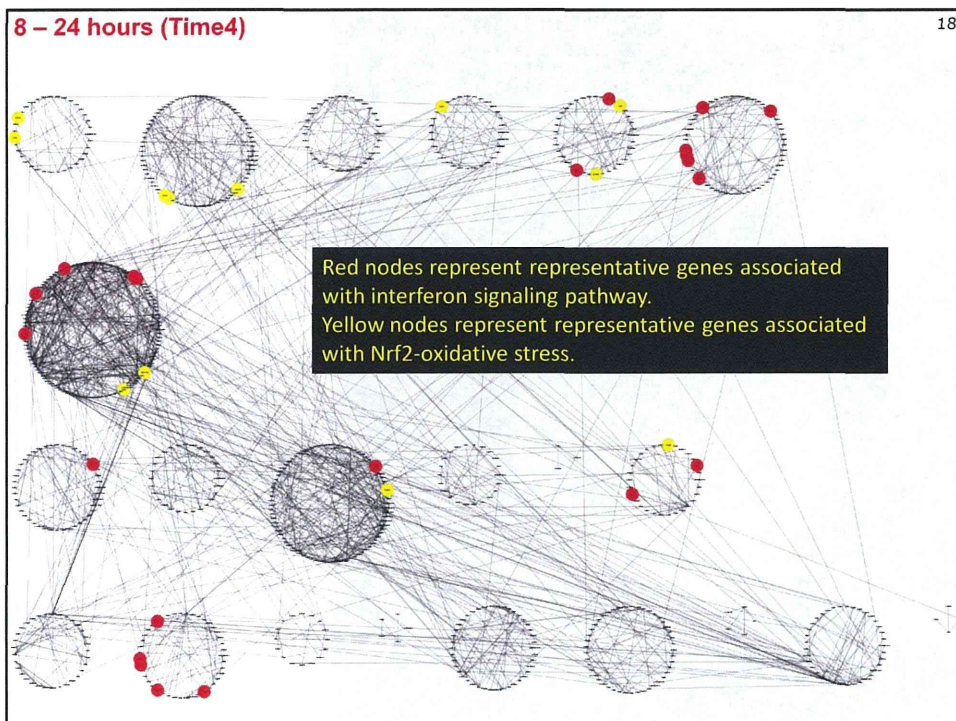 8 – 24 hours (Time4)
18
Red nodes represent representative genes associated
with interferon signaling pathway.
Yellow nodes represent representative genes associated
with Nrf2-oxidative stress.